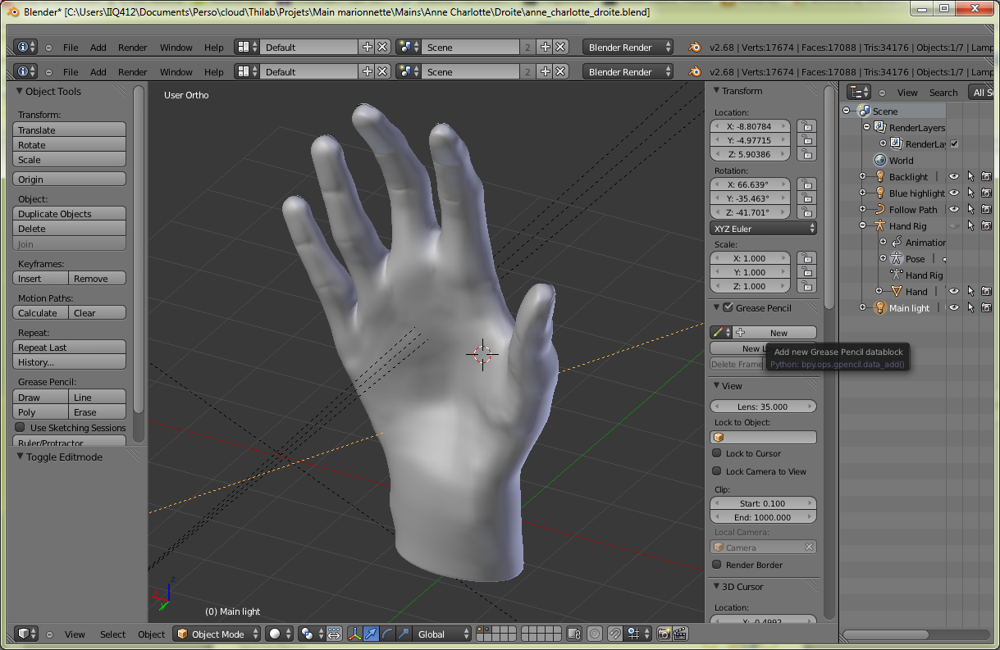 Blender* [C:\Users\IIQ412\Documents\Perso\cloud\Thilab\Projets\Main marionnette\Mains\Anne Charlotte\Droite\anne_charlotte_droite.blend]
File Add Render Window Help Default Scene 2 Blender Render v2.68 | Verts:17674 | Faces:17088 | Tris:34176 | Objects:1/7 | Lamp
File Add Render Window Help Default Scene 2 Blender Render v2.68 | Verts:17674 | Faces:17088 | Tris:34176 | Objects:1/7 | Lamp
Object Tools
Transform:
Translate
Rotate
Scale
Origin
Object:
Duplicate Objects
Delete
Join
Keyframes:
Insert Remove
Motion Paths:
Calculate Clear
Repeat:
Repeat Last
History...
Grease Pencil:
Draw Line
Poly Erase
Use Sketching Sessions
Ruler/Protractor
Toggle Editmode
User Ortho
(0) Main light
Z
X
Y
Transform
Location:
X: -8.80784
Y: -4.97715
Z: 5.90386
Rotation:
X: 66.639°
Y: -35.463°
Z: -41.701°
XYZ Euler
Scale:
X: 1.000
Y: 1.000
Z: 1.000
Grease Pencil
New
New L
Delete Frame
Add new Grease Pencil datablock
Python: bpy.ops.gpencil.data_add()
View
Lens: 35.000
Lock to Object:
Lock to Cursor
Lock Camera to View
Clip:
Start: 0.100
End: 1000.000
Local Camera:
Camera
Render Border
3D Cursor
Location:
X: -0.4992
View Search All S
Scene
RenderLayers
RenderLay
World
Backlight
Blue highlight
Follow Path
Hand Rig
Animation
Pose
Hand Rig
Hand
Main light
View Select Object Object Mode Global